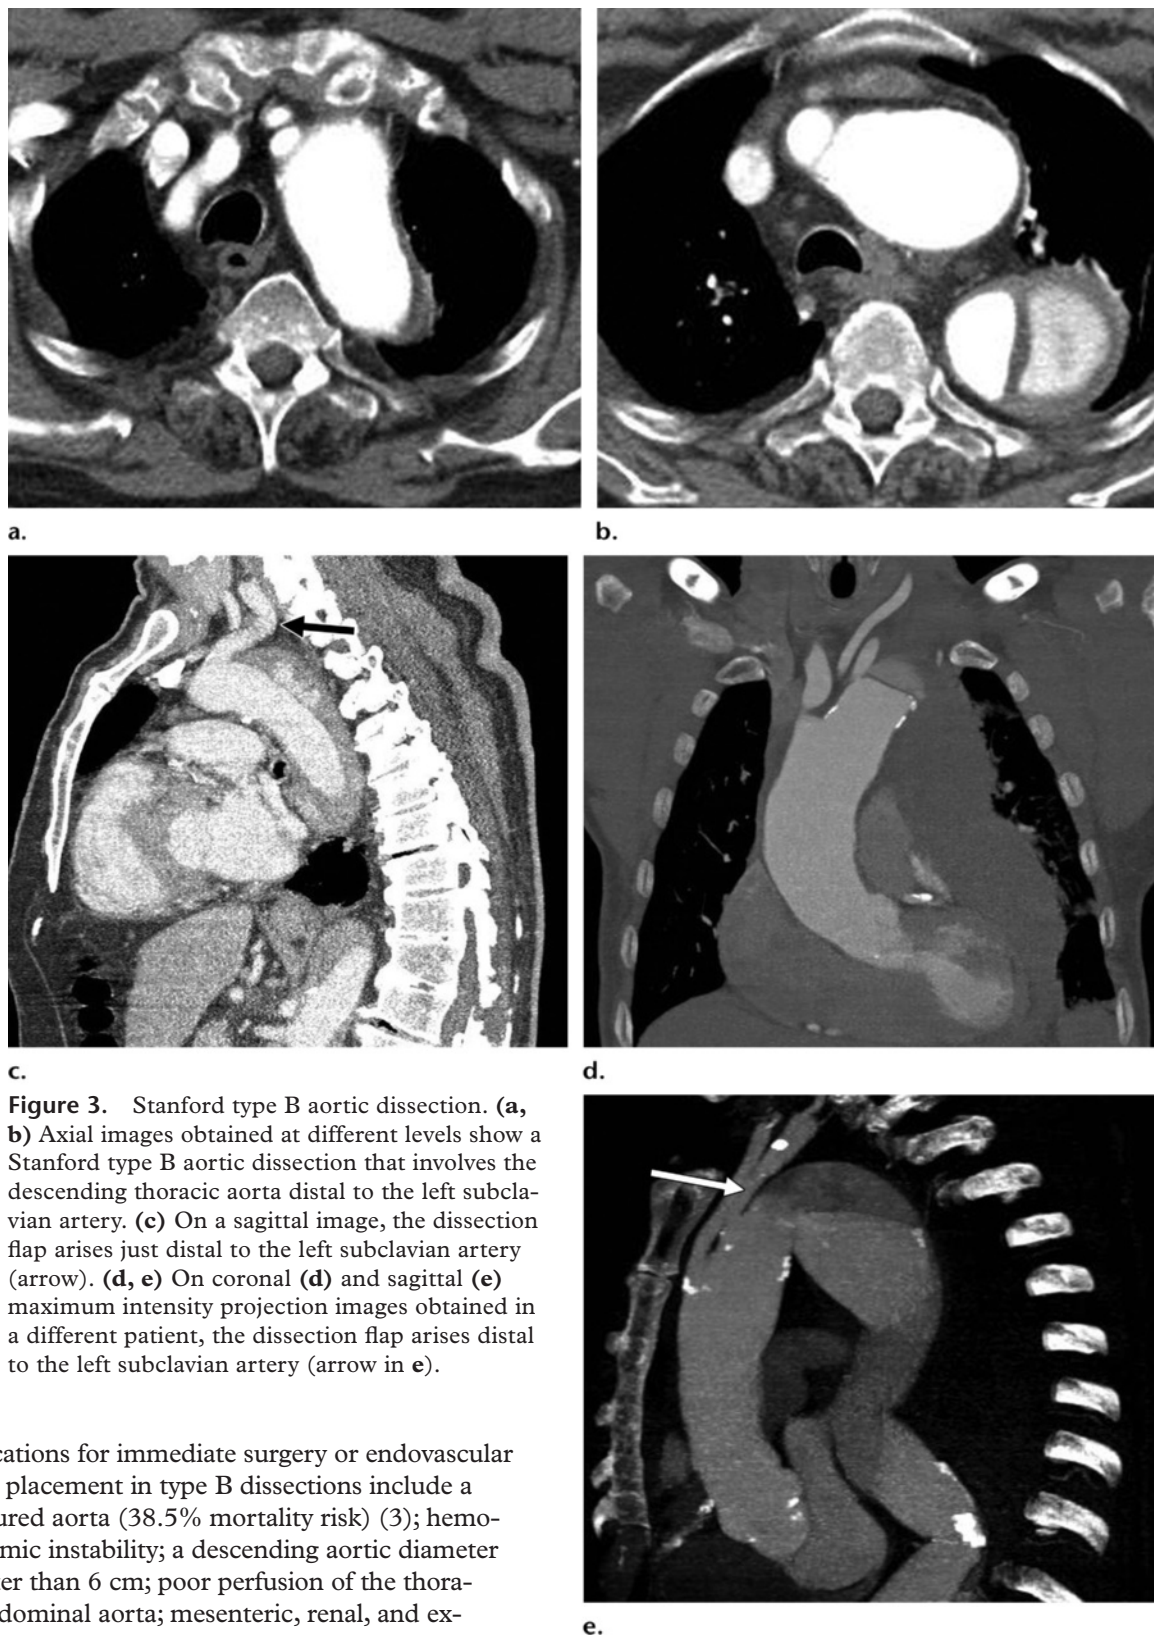 a.
b.
c.
d.
Figure 3. Stanford type B aortic dissection. (a,
b) Axial images obtained at different levels show a
Stanford type B aortic dissection that involves the
descending thoracic aorta distal to the left subcla-
vian artery. (c) On a sagittal image, the dissection
flap arises just distal to the left subclavian artery
(arrow). (d, e) On coronal (d) and sagittal (e)
maximum intensity projection images obtained in
a different patient, the dissection flap arises distal
to the left subclavian artery (arrow in e).
cations for immediate surgery or endovascular
placement in type B dissections include a
ured aorta (38.5% mortality risk) (3); hemo-
mic instability; a descending aortic diameter
ter than 6 cm; poor perfusion of the thora-
dominal aorta; mesenteric, renal, and ex-
e.